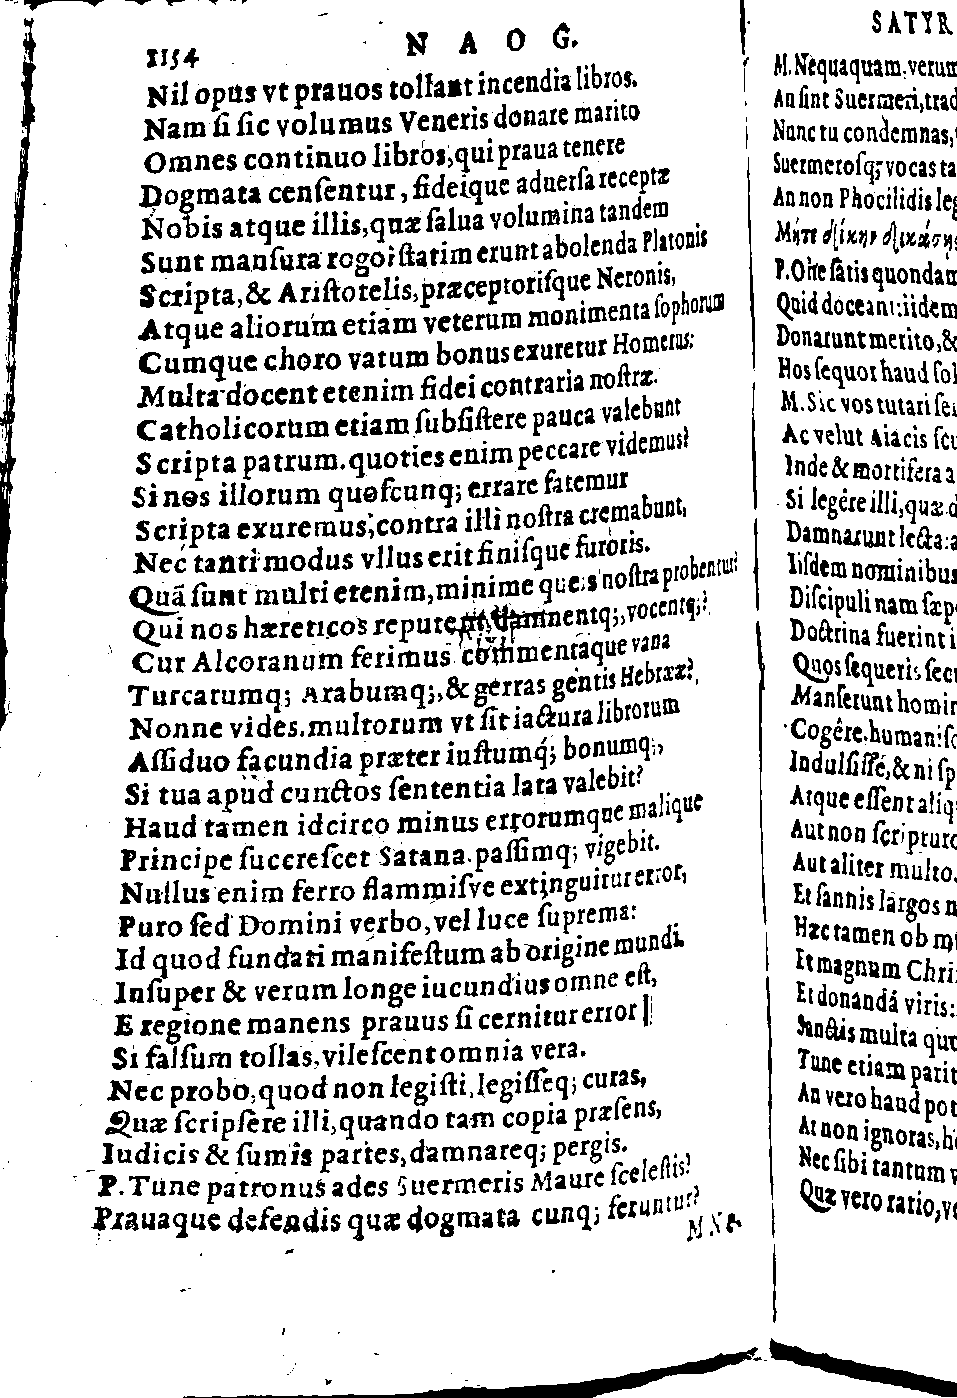 1154 NAOG.
Nil opus vt prauos tollant incendia libros.
Nam ſi ſic volumus Veneris donare marito
Omnes continuo libros, qui praua tenere
Dogmata cenſentur, fideique aduerſa receptæ
Nobis atque illis, quæ ſalua volumina tandem
Sunt manſura rogo? ſtatim erunt abolenda Platonis
Scripta, & Ariſtotelis, præceptoriſque Neronis,
Atque aliorum etiam veterum monimenta ſophorum
Cumque choro vatum bonus exuretur Homerus:
Multa docent etenim fidei contraria noſtræ.
Catholicorum etiam ſubſiſtere pauca valebunt
Scripta patrum. quoties enim peccare videmus?
Si nos illorum quoſcunq; errare fatemur
Scripta exuremus, contra illi noſtra cremabunt,
Nec tanti modus vllus erit finiſque furoris.
Quã ſunt multi etenim, minime queis noſtra probentur?
Qui nos hæreticos reputent, damnentq;, vocentq;?
Cur Alcoranum ferimus commentaque vana
Turcarumq; Arabumq;, & gerras gentis Hebrææ?
Nonne vides. multorum vt ſit iactura librorum
Aſſiduo facundia præter iuſtumq́; bonumq;,
Si tua apud cunctos ſententia lata valebit?
Haud tamen idcirco minus errorumque malique
Principe ſuccreſcet Satana. paſſimq; vigebit.
Nullus enim ferro flammiſve extinguitur error,
Puro ſed Domini verbo, vel luce ſuprema:
Id quod fundati manifeſtum ab origine mundi.
Inſuper & verum longe iucundius omne eſt,
E regione manens prauus ſi cernitur error
Si falſum tollas, vileſcent omnia vera.
Nec probo, quod non legiſti, legiſſeq; curas,
Quæ ſcripſere illi, quando tam copia præſens,
Iudicis & ſumis partes, damnareq; pergis.
P. Tune patronus ades Suermeris Maure ſceleſtis?
Prauaque defendis quæ dogmata cunq; feruntur?
M. Ne-
SATYR
M. Nequaquam. verum
An ſint Suermeri, trad
Nunc tu condemnas,
Suermeroſq; vocas ta
An non Phocilidis leg
Μήτε δίκην δικάσῃς
P. Offe ſatis quondam
Quid doceant: iidem
Donarunt merito, &
Hos ſequor haud ſol
M. Sic vos tutari ſei
Ac velut Aiacis ſcu
Inde & mortifera a
Si legére illi, quæ d
Damnarunt lecta: a
Iiſdem nominibus
Diſcipuli nam ſæp
Doctrina fuerint i
Quos ſequeris ſect
Manſerunt homin
Cogêre. humaniſc
Indulſiſſe, & ni ſp
Atque eſſent aliq
Aut non ſcripturc
Aut aliter multo.
Et ſannis largos n
Hæc tamen ob mi
Et magnum Chri
Et donandá viris:
Sanctis multa quę
Tune etiam parit
An vero haud pot
At non ignoras, h
Nec ſibi tantum v
Quæ vero ratio, v